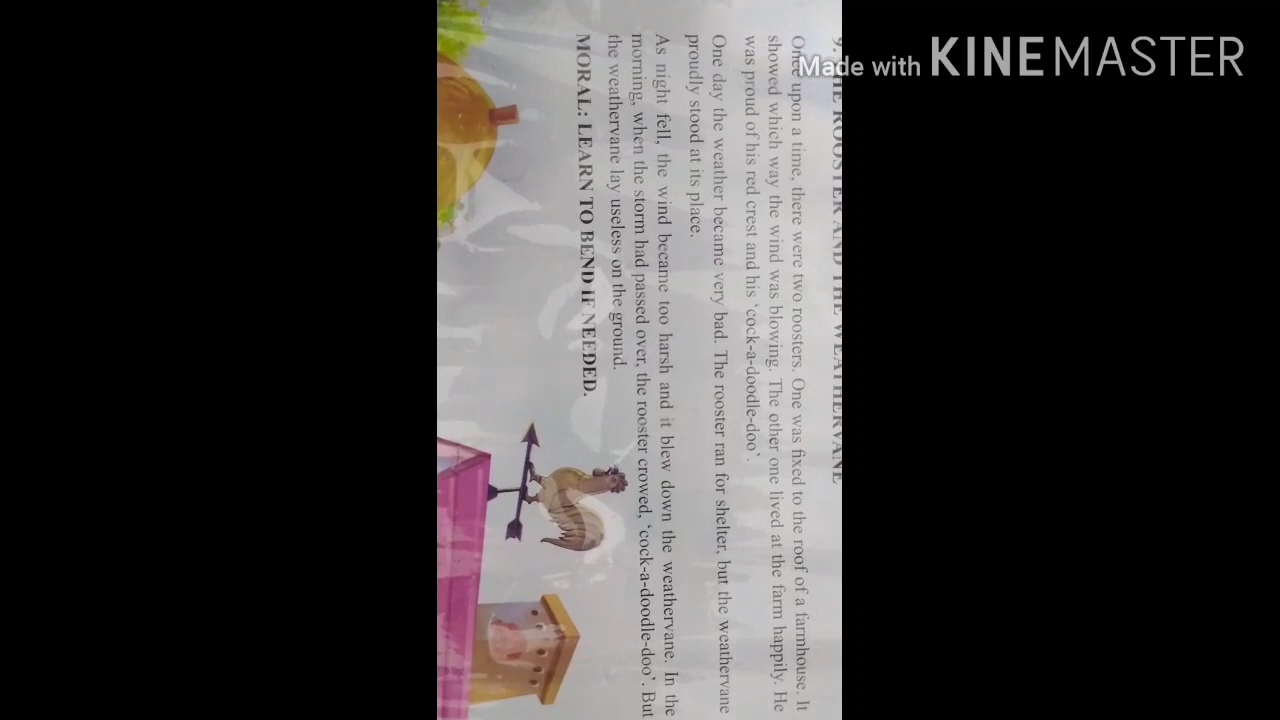 Made with KINEMASTER
ROOSTER AND THE WEATHERVANE
Once upon a time, there were two roosters. One was fixed to the roof of a farmhouse. It
showed which way the wind was blowing. The other one lived at the farm happily. He
was proud of his red crest and his ‘cock-a-doodle-doo’.
One day the weather became very bad. The rooster ran for shelter, but the weathervane
proudly stood at its place.
As night fell, the wind became too harsh and it blew down the weathervane. In the
morning, when the storm had passed over, the rooster crowed, ‘cock-a-doodle-doo’. But
the weathervane lay useless on the ground.
MORAL: LEARN TO BEND IF NEEDED.